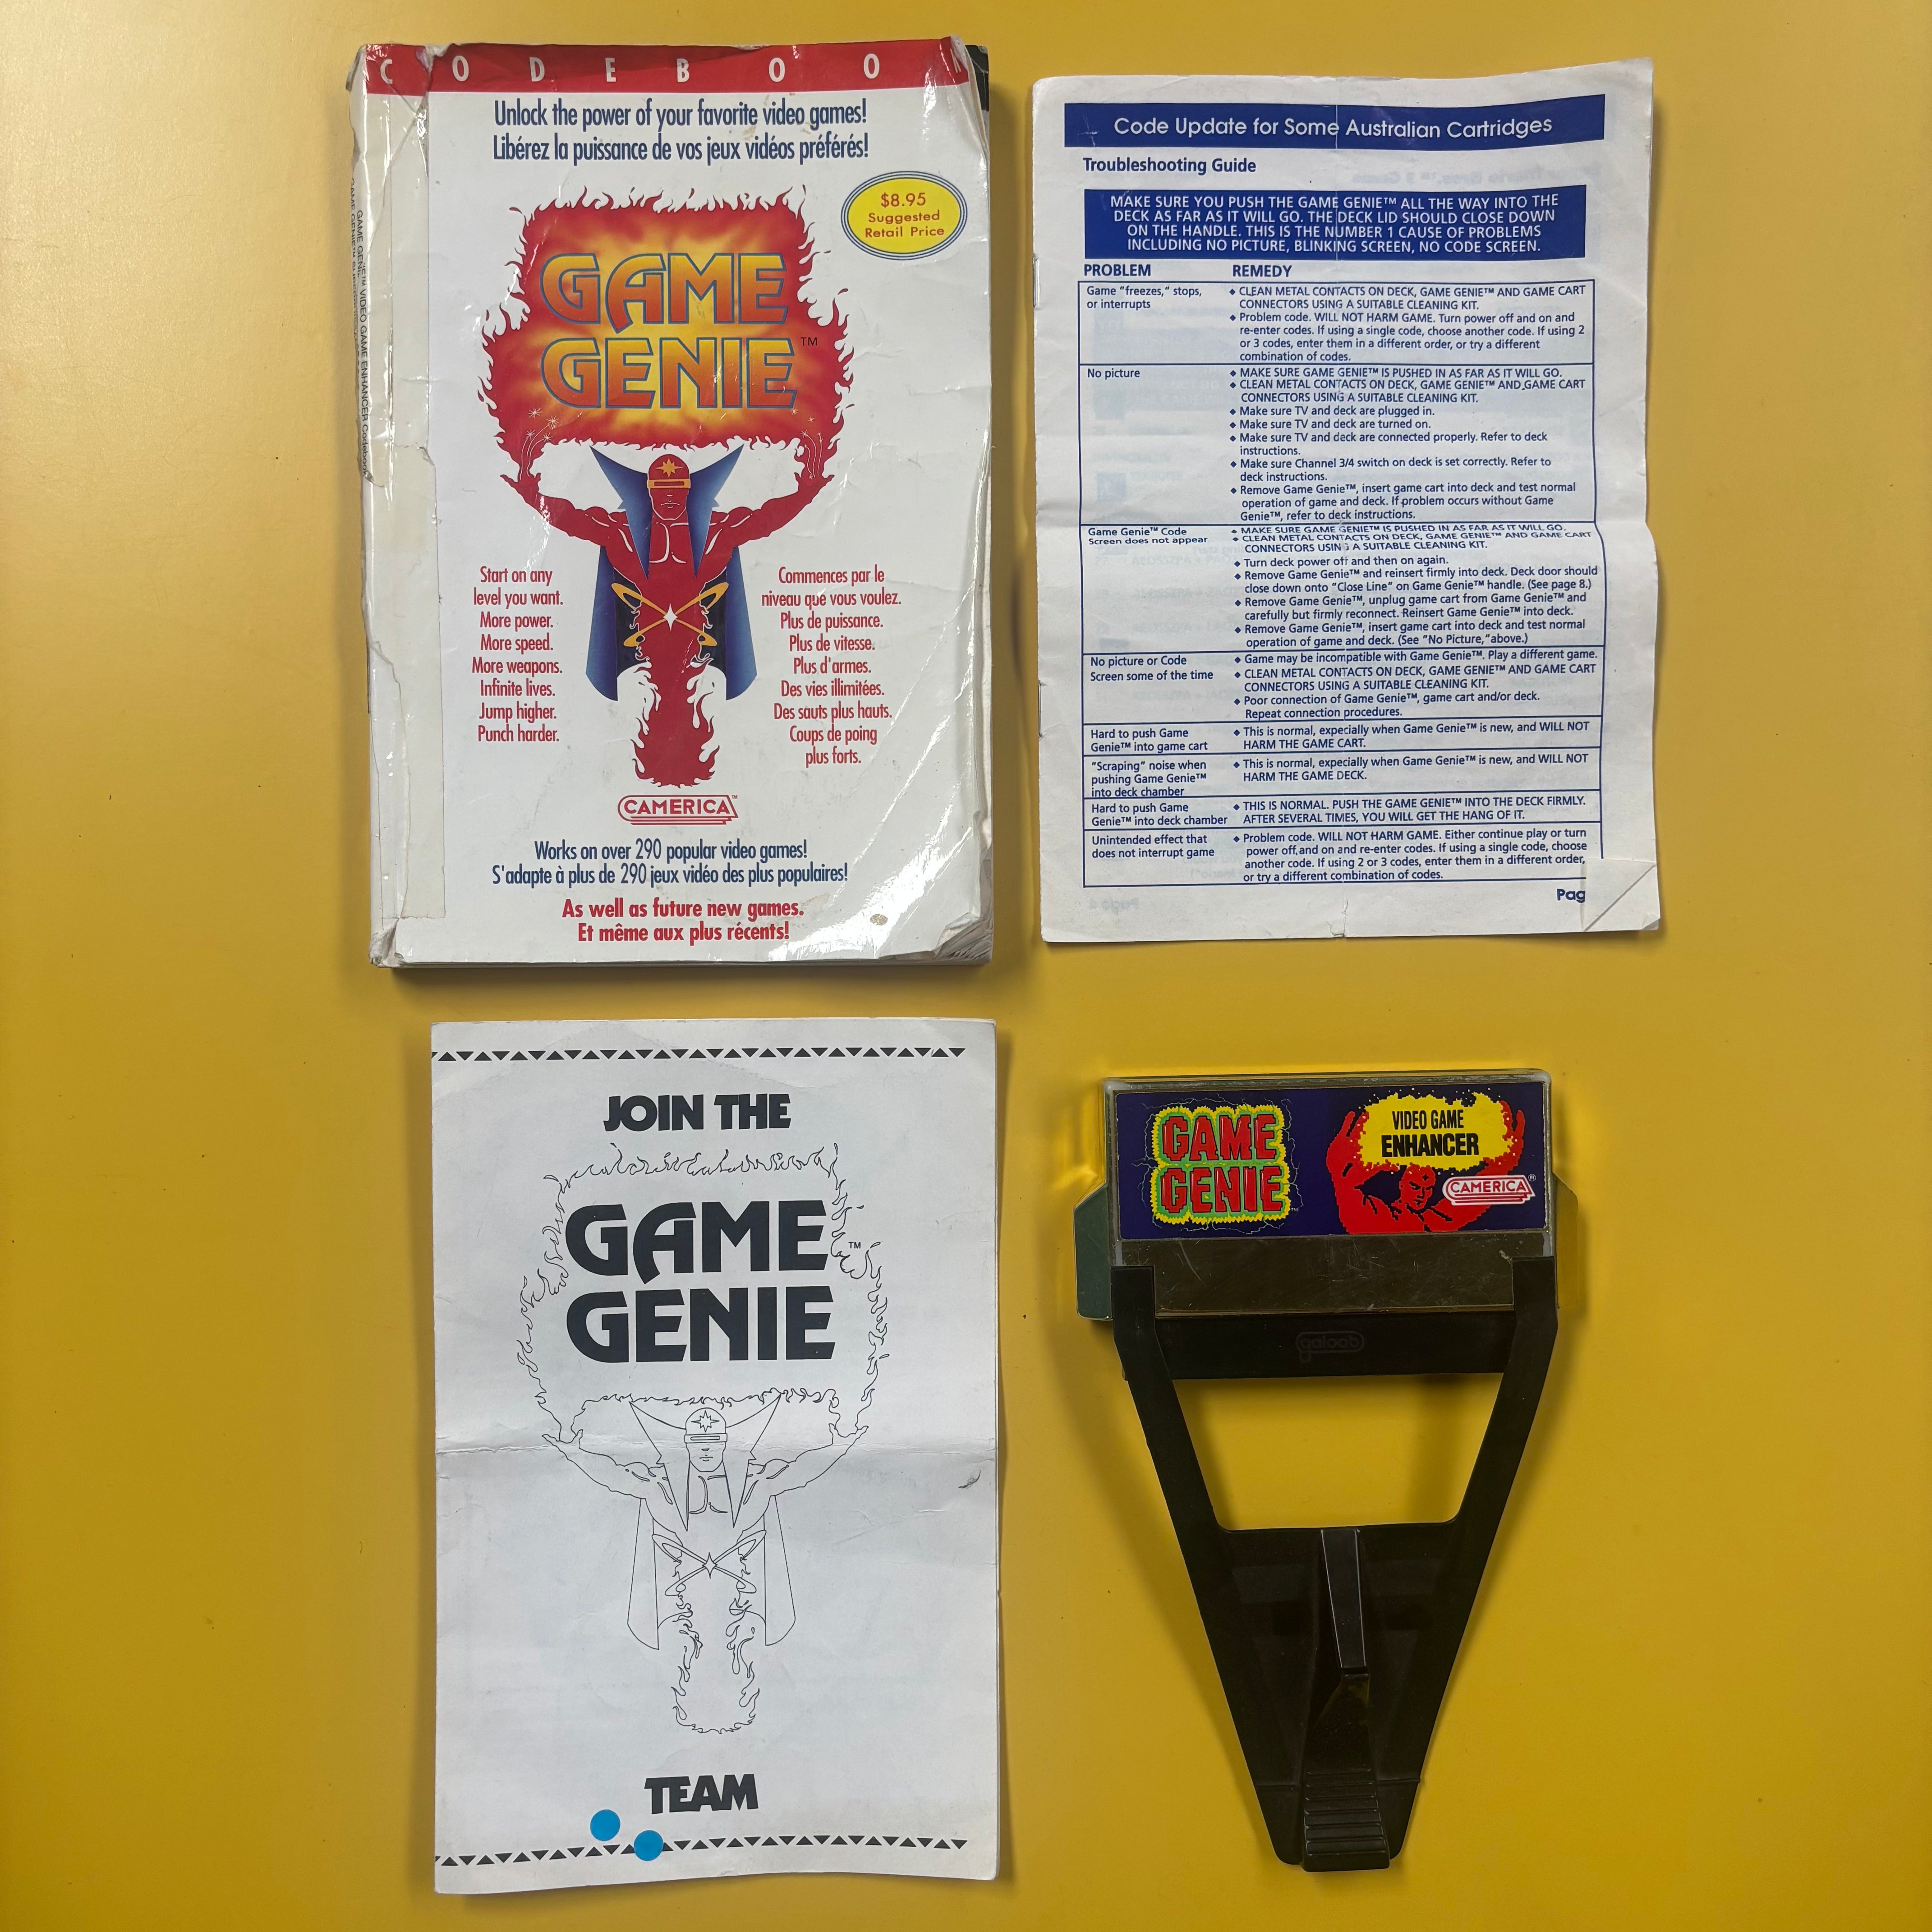 CODEBOOK
Unlock the power of your favorite video games!
Libérez la puissance de vos jeux vidéos préférés!
$8.95
Suggested
Retail Price
GAME
GENIE™
Start on any
level you want.
More power.
More speed.
More weapons.
Infinite lives.
Jump higher.
Punch harder.
Commences par le
niveau que vous voulez.
Plus de puissance.
Plus de vitesse.
Plus d'armes.
Des vies illimitées.
Des sauts plus hauts.
Coups de poing
plus forts.
CAMERICA™
Works on over 290 popular video games!
S'adapte à plus de 290 jeux vidéo des plus populaires!
As well as future new games.
Et même aux plus récents!
GAME GENIE™ VIDEO GAME ENHANCER Codebook
Code Update for Some Australian Cartridges
Troubleshooting Guide
MAKE SURE YOU PUSH THE GAME GENIE™ ALL THE WAY INTO THE
DECK AS FAR AS IT WILL GO. THE DECK LID SHOULD CLOSE DOWN
ON THE HANDLE. THIS IS THE NUMBER 1 CAUSE OF PROBLEMS
INCLUDING NO PICTURE, BLINKING SCREEN, NO CODE SCREEN.
PROBLEM REMEDY
Game "freezes," stops,
or interrupts
♦ CLEAN METAL CONTACTS ON DECK, GAME GENIE™ AND GAME CART
CONNECTORS USING A SUITABLE CLEANING KIT.
♦ Problem code. WILL NOT HARM GAME. Turn power off and on and
re-enter codes. If using a single code, choose another code. If using 2
or 3 codes, enter them in a different order, or try a different
combination of codes.
No picture
♦ MAKE SURE GAME GENIE™ IS PUSHED IN AS FAR AS IT WILL GO.
♦ CLEAN METAL CONTACTS ON DECK, GAME GENIE™ AND GAME CART
CONNECTORS USING A SUITABLE CLEANING KIT.
♦ Make sure TV and deck are plugged in.
♦ Make sure TV and deck are turned on.
♦ Make sure TV and deck are connected properly. Refer to deck
instructions.
♦ Make sure Channel 3/4 switch on deck is set correctly. Refer to
deck instructions.
♦ Remove Game Genie™, insert game cart into deck and test normal
operation of game and deck. If problem occurs without Game
Genie™, refer to deck instructions.
Game Genie™ Code
Screen does not appear
♦ MAKE SURE GAME GENIE™ IS PUSHED IN AS FAR AS IT WILL GO.
♦ CLEAN METAL CONTACTS ON DECK, GAME GENIE™ AND GAME CART
CONNECTORS USING A SUITABLE CLEANING KIT.
♦ Turn deck power off and then on again.
♦ Remove Game Genie™ and reinsert firmly into deck. Deck door should
close down onto "Close Line" on Game Genie™ handle. (See page 8.)
♦ Remove Game Genie™, unplug game cart from Game Genie™ and
carefully but firmly reconnect. Reinsert Game Genie™ into deck.
♦ Remove Game Genie™, insert game cart into deck and test normal
operation of game and deck. (See "No Picture," above.)
No picture or Code
Screen some of the time
♦ Game may be incompatible with Game Genie™. Play a different game.
♦ CLEAN METAL CONTACTS ON DECK, GAME GENIE™ AND GAME CART
CONNECTORS USING A SUITABLE CLEANING KIT.
♦ Poor connection of Game Genie™, game cart and/or deck.
Repeat connection procedures.
Hard to push Game
Genie™ into game cart
♦ This is normal, expecially when Game Genie™ is new, and WILL NOT
HARM THE GAME CART.
"Scraping" noise when
pushing Game Genie™
into deck chamber
♦ This is normal, expecially when Game Genie™ is new, and WILL NOT
HARM THE GAME DECK.
Hard to push Game
Genie™ into deck chamber
♦ THIS IS NORMAL. PUSH THE GAME GENIE™ INTO THE DECK FIRMLY.
AFTER SEVERAL TIMES, YOU WILL GET THE HANG OF IT.
Unintended effect that
does not interrupt game
♦ Problem code. WILL NOT HARM GAME. Either continue play or turn
power off and on and re-enter codes. If using a single code, choose
another code. If using 2 or 3 codes, enter them in a different order,
or try a different combination of codes.
Pag
JOIN THE
GAME
GENIE™
TEAM
GAME
GENIE
VIDEO GAME
ENHANCER
CAMERICA
galoob